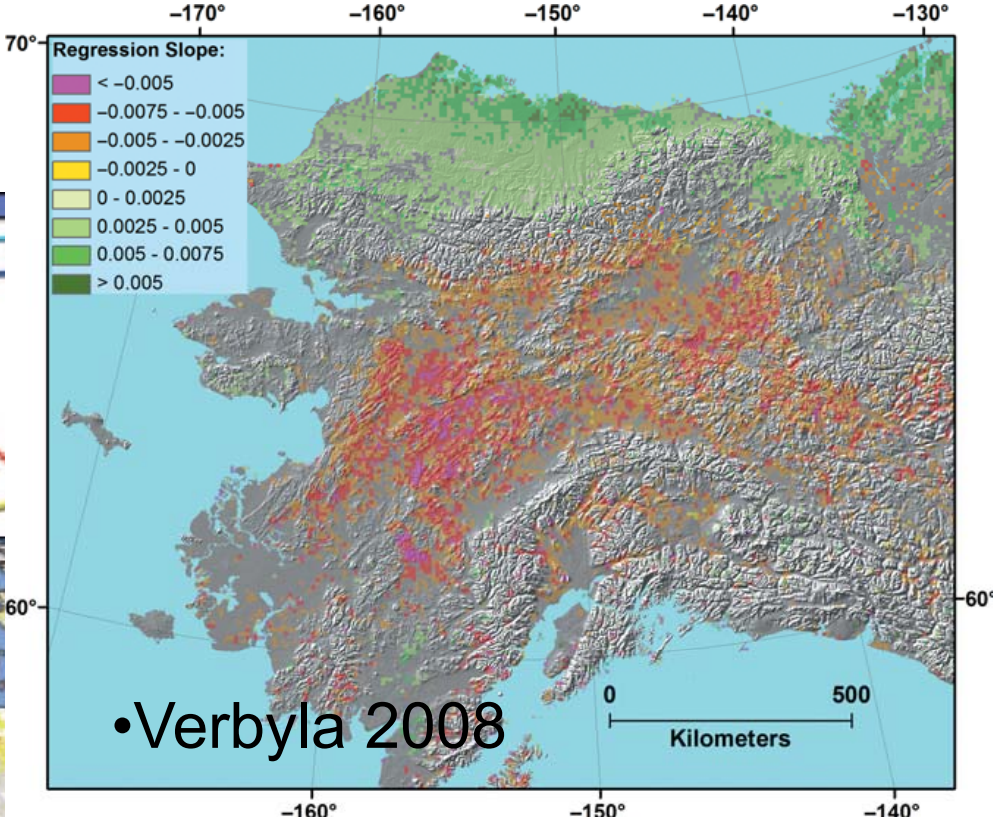 −170° −160° −150° −140° −130°
70°
Regression Slope:
< −0.005
−0.0075 - −0.005
−0.005 - −0.0025
−0.0025 - 0
0 - 0.0025
0.0025 - 0.005
0.005 - 0.0075
> 0.005
60° 60°
0 500
Kilometers
•Verbyla 2008
−160° −150° −140°